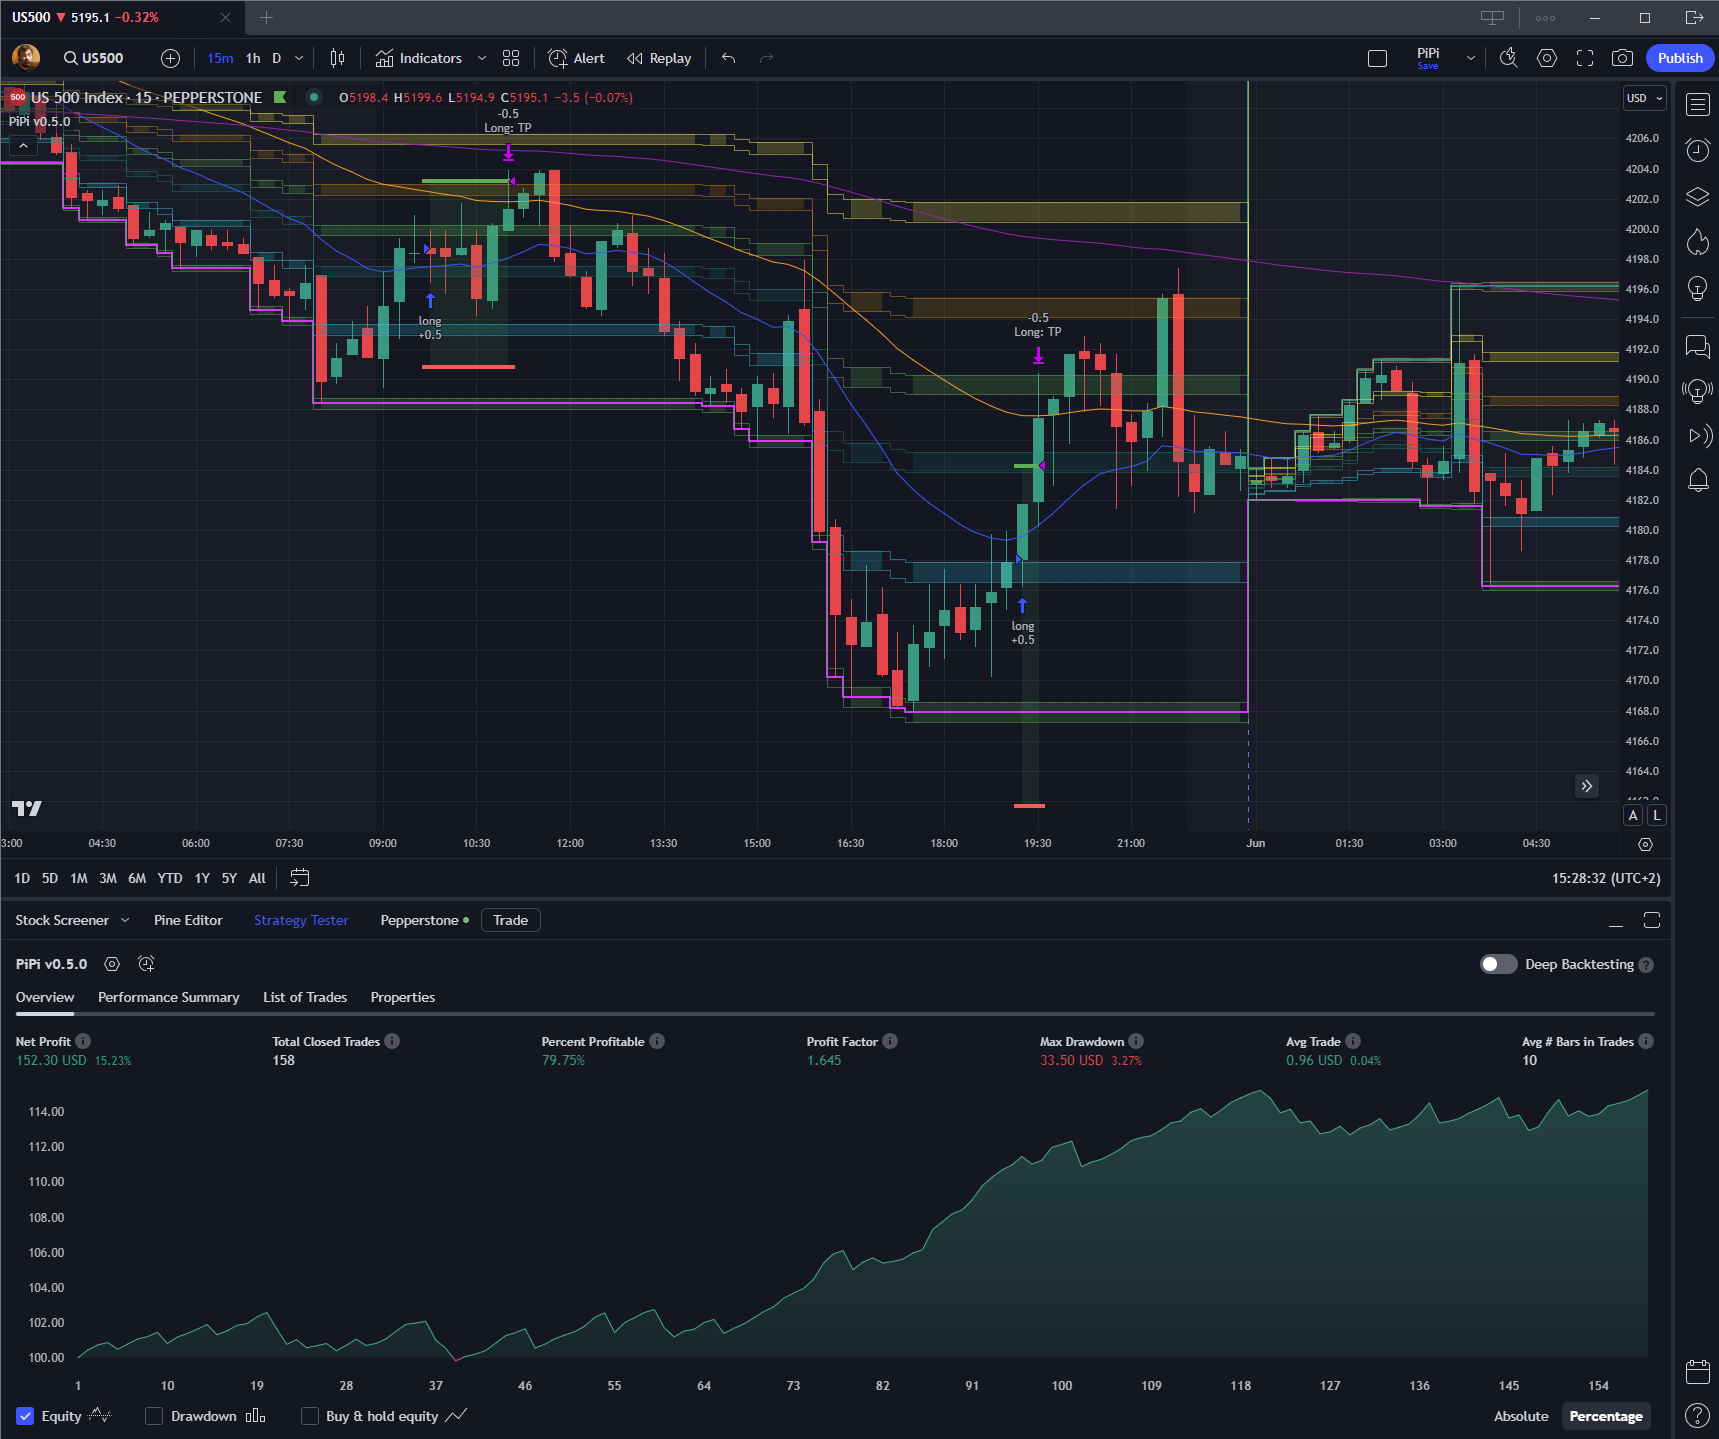 US500 ▼ 5195.1 −0.32%
US500
15m 1h D
Indicators
Alert
Replay
PiPi
Save
Publish
500 US 500 Index · 15 · PEPPERSTONE
O5198.4 H5199.6 L5194.9 C5195.1 −3.5 (−0.07%)
PiPi v0.5.0
USD
-0.5
Long: TP
long
+0.5
-0.5
Long: TP
long
+0.5
4206.0
4204.0
4202.0
4200.0
4198.0
4196.0
4194.0
4192.0
4190.0
4188.0
4186.0
4184.0
4182.0
4180.0
4178.0
4176.0
4174.0
4172.0
4170.0
4168.0
4166.0
4164.0
A L
3:00 04:30 06:00 07:30 09:00 10:30 12:00 13:30 15:00 16:30 18:00 19:30 21:00 Jun 01:30 03:00 04:30
1D 5D 1M 3M 6M YTD 1Y 5Y All
15:28:32 (UTC+2)
Stock Screener Pine Editor Strategy Tester Pepperstone Trade
PiPi v0.5.0
Deep Backtesting ?
Overview Performance Summary List of Trades Properties
Net Profit
152.30 USD 15.23%
Total Closed Trades
158
Percent Profitable
79.75%
Profit Factor
1.645
Max Drawdown
33.50 USD 3.27%
Avg Trade
0.96 USD 0.04%
Avg # Bars in Trades
10
114.00
112.00
110.00
108.00
106.00
104.00
102.00
100.00
1 10 19 28 37 46 55 64 73 82 91 100 109 118 127 136 145 154
Equity Drawdown Buy & hold equity
Absolute Percentage